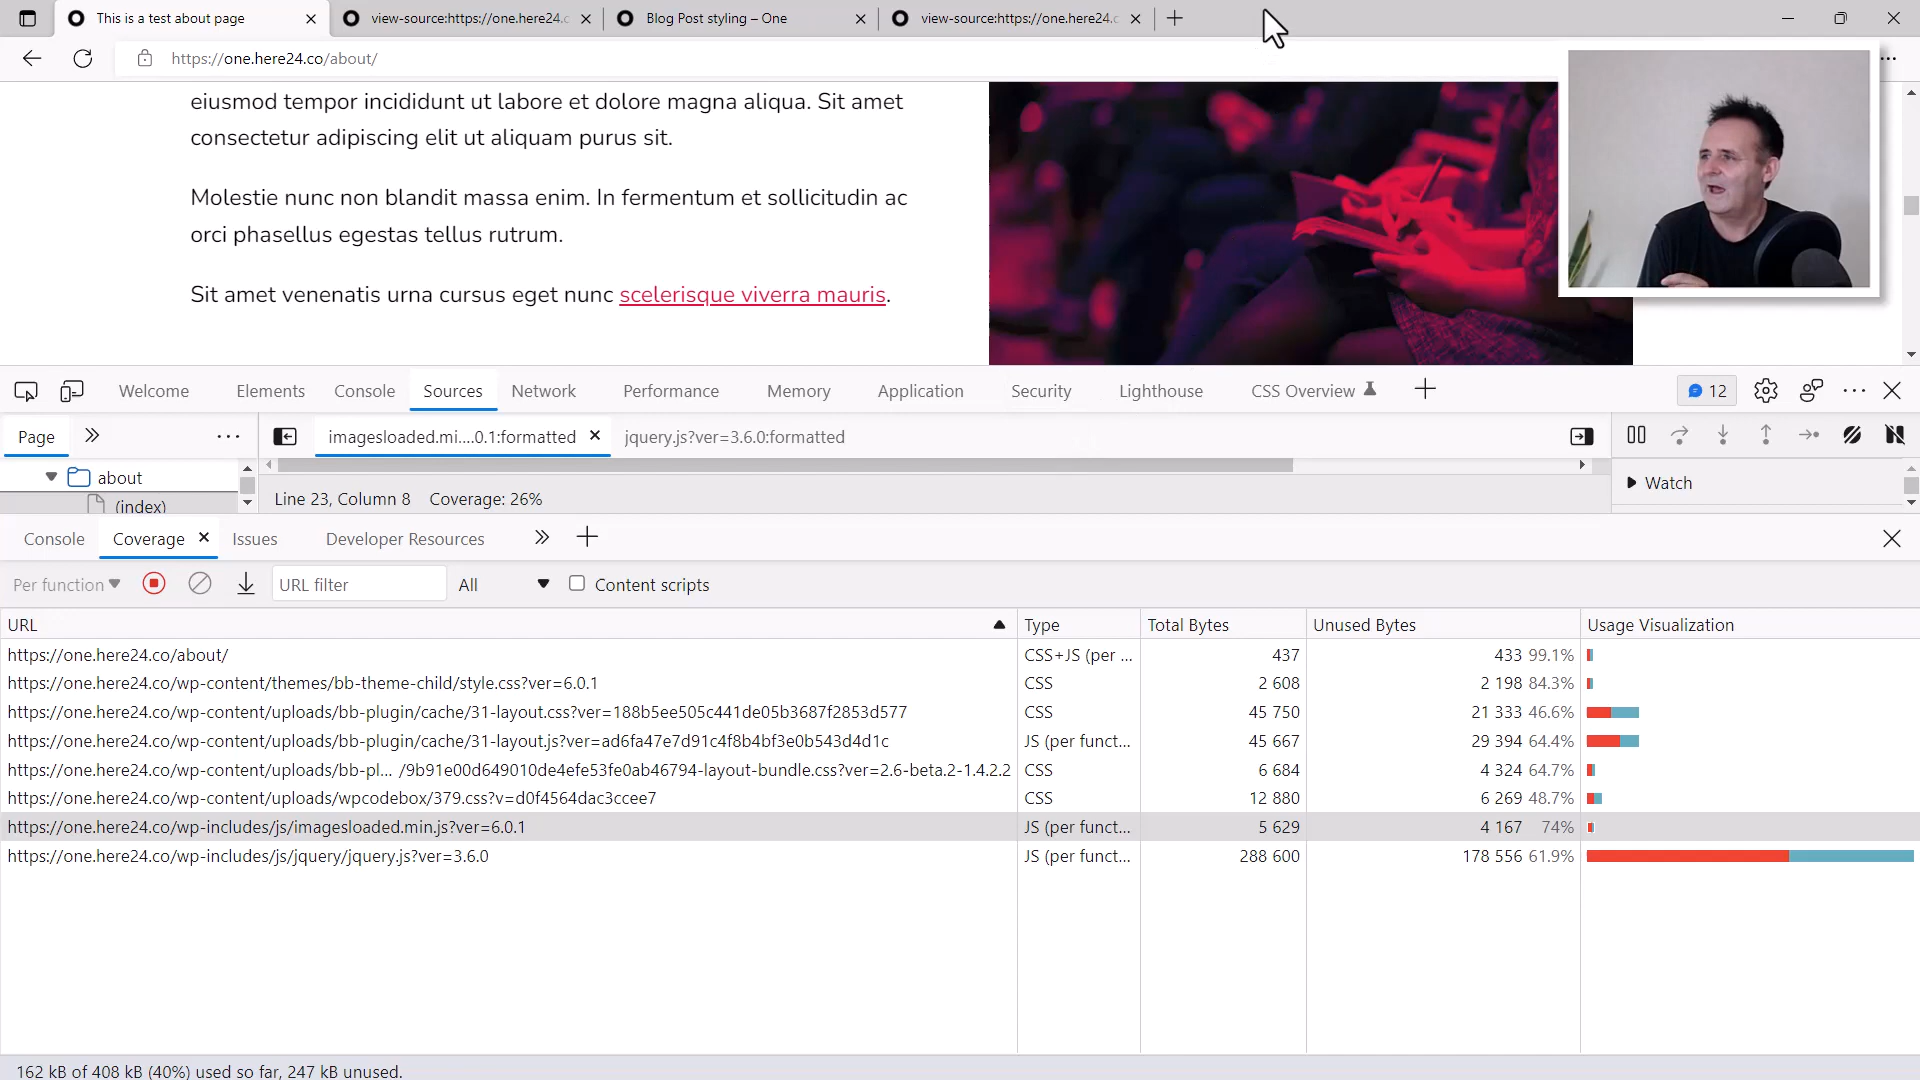 This is a test about page
view-source:https://one.here24.c
Blog Post styling – One
view-source:https://one.here24.c
https://one.here24.co/about/
eiusmod tempor incididunt ut labore et dolore magna aliqua. Sit amet
consectetur adipiscing elit ut aliquam purus sit.
Molestie nunc non blandit massa enim. In fermentum et sollicitudin ac
orci phasellus egestas tellus rutrum.
Sit amet venenatis urna cursus eget nunc scelerisque viverra mauris.
Welcome Elements Console Sources Network Performance Memory Application Security Lighthouse CSS Overview 12
Page imagesloaded.mi....0.1:formatted jquery.js?ver=3.6.0:formatted
about
Watch
(index)
Line 23, Column 8 Coverage: 26%
Console Coverage Issues Developer Resources
Per function URL filter All Content scripts
URL Type Total Bytes Unused Bytes Usage Visualization
https://one.here24.co/about/ CSS+JS (per ... 437 433 99.1%
https://one.here24.co/wp-content/themes/bb-theme-child/style.css?ver=6.0.1 CSS 2 608 2 198 84.3%
https://one.here24.co/wp-content/uploads/bb-plugin/cache/31-layout.css?ver=188b5ee505c441de05b3687f2853d577 CSS 45 750 21 333 46.6%
https://one.here24.co/wp-content/uploads/bb-plugin/cache/31-layout.js?ver=ad6fa47e7d91c4f8b4bf3e0b543d4d1c JS (per funct... 45 667 29 394 64.4%
https://one.here24.co/wp-content/uploads/bb-pl... /9b91e00d649010de4efe53fe0ab46794-layout-bundle.css?ver=2.6-beta.2-1.4.2.2 CSS 6 684 4 324 64.7%
https://one.here24.co/wp-content/uploads/wpcodebox/379.css?v=d0f4564dac3ccee7 CSS 12 880 6 269 48.7%
https://one.here24.co/wp-includes/js/imagesloaded.min.js?ver=6.0.1 JS (per funct... 5 629 4 167 74%
https://one.here24.co/wp-includes/js/jquery/jquery.js?ver=3.6.0 JS (per funct... 288 600 178 556 61.9%
162 kB of 408 kB (40%) used so far, 247 kB unused.